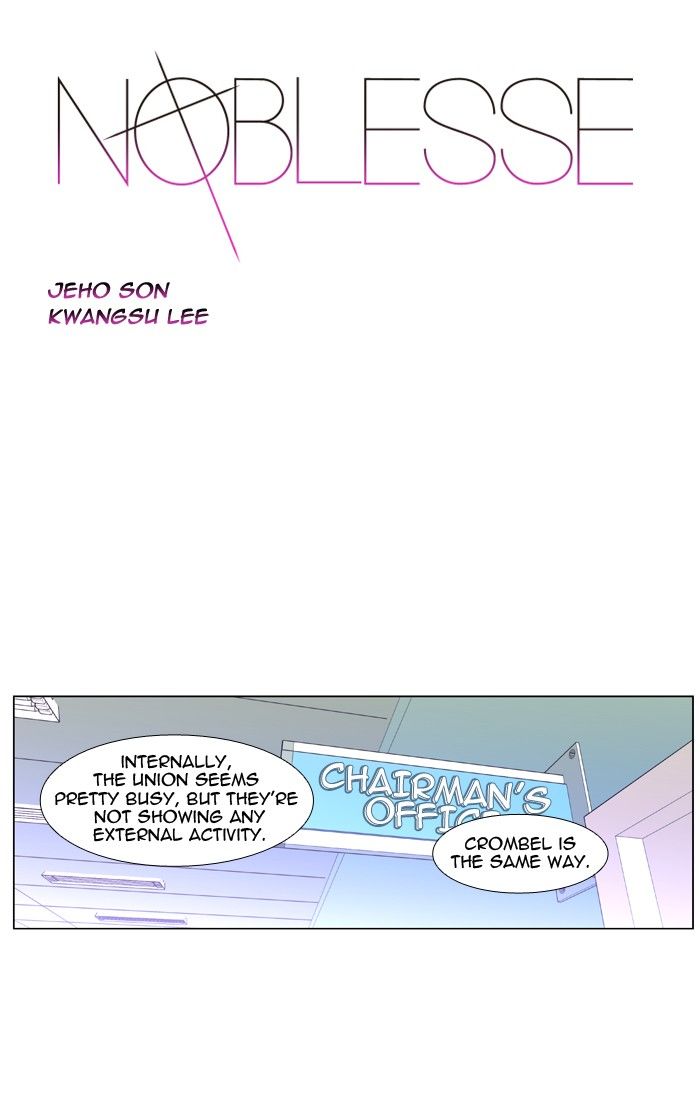 NOBLESSE
JEHO SON
KWANGSU LEE
INTERNALLY,
THE UNION SEEMS
PRETTY BUSY, BUT THEY'RE
NOT SHOWING ANY
EXTERNAL ACTIVITY.
CHAIRMAN'S
OFFICE
CROMBEL IS
THE SAME WAY.